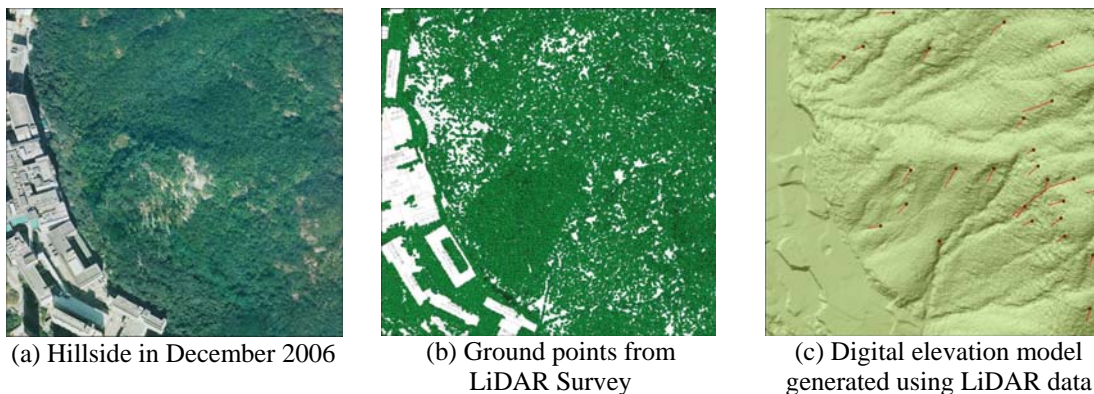 (a) Hillside in December 2006
(b) Ground points from
LiDAR Survey
(c) Digital elevation model
generated using LiDAR data